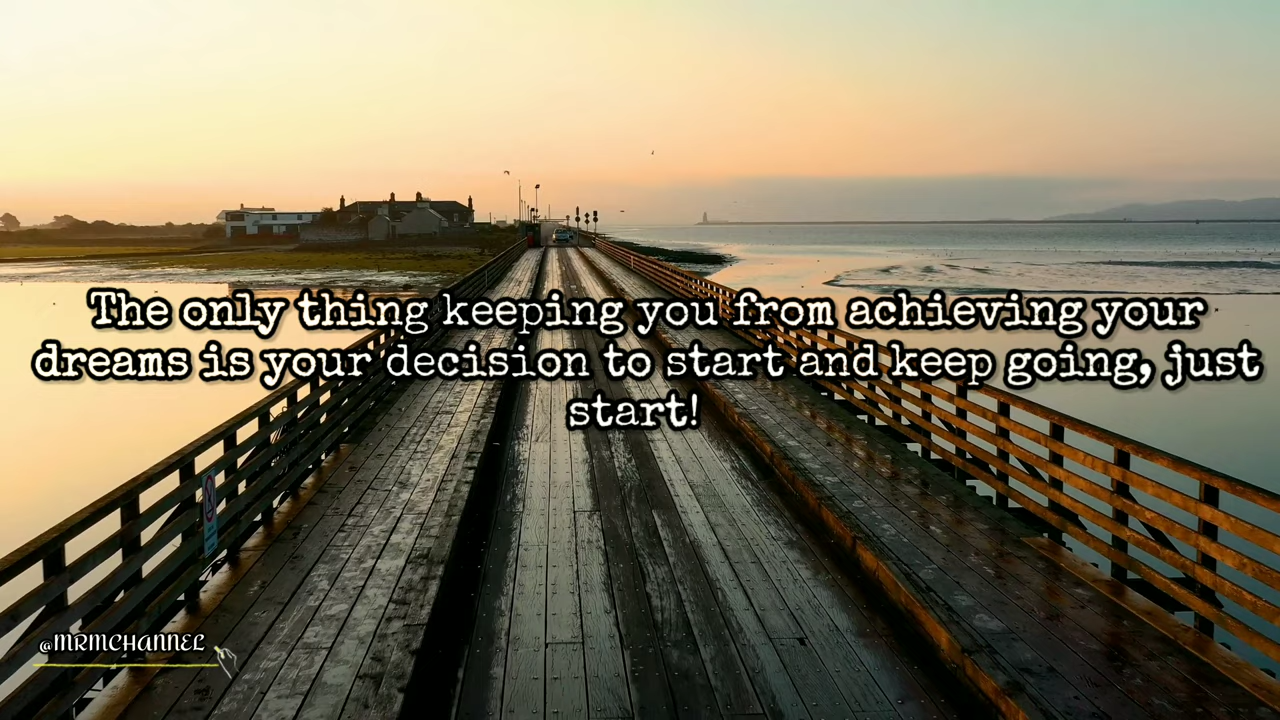 The only thing keeping you from achieving your
dreams is your decision to start and keep going, just
start!
@MRMCHANNEL